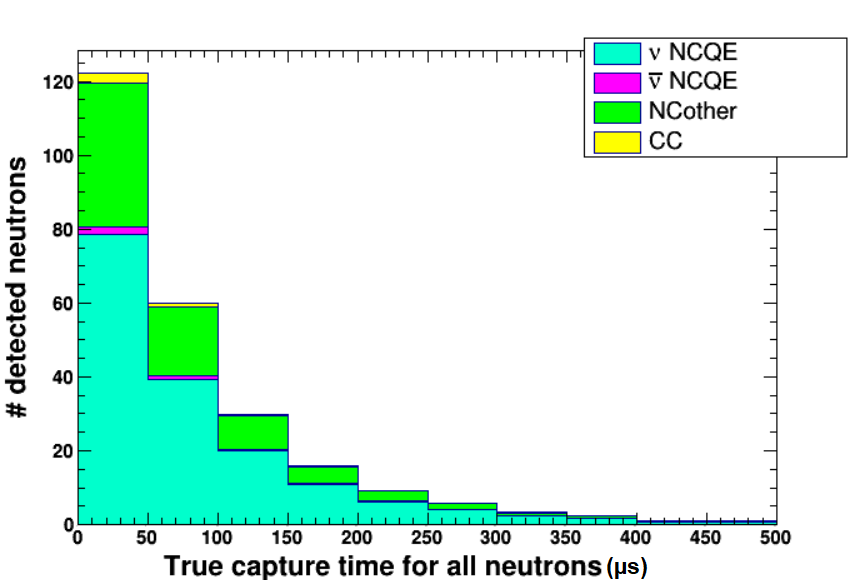 ν NCQE
ν̅ NCQE
NCother
CC
# detected neutrons
120
100
80
60
40
20
0
0 50 100 150 200 250 300 350 400 450 500
True capture time for all neutrons (μs)